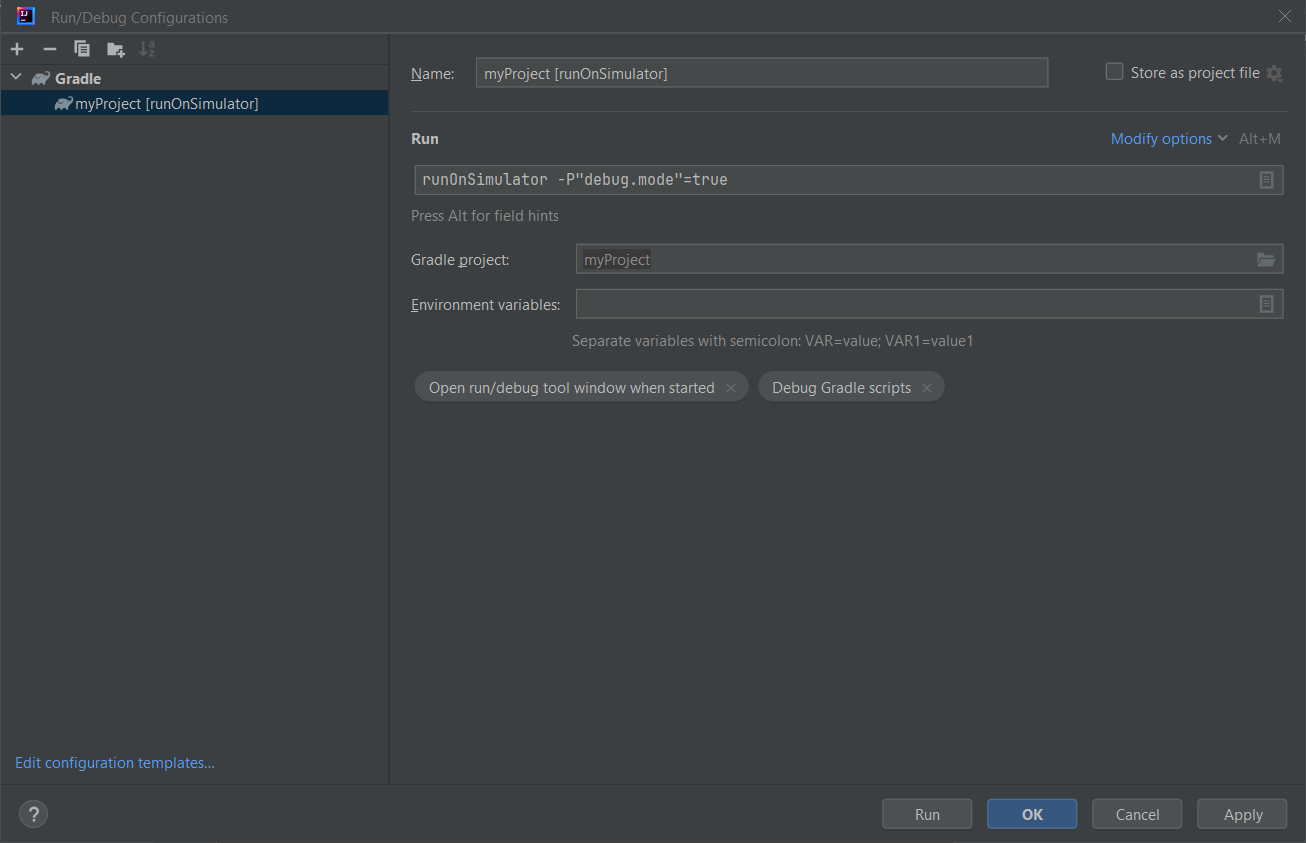 Run/Debug Configurations
Gradle
myProject [runOnSimulator]
Edit configuration templates...
Name: myProject [runOnSimulator] Store as project file
Run Modify options Alt+M
runOnSimulator -P"debug.mode"=true
Press Alt for field hints
Gradle project: myProject
Environment variables:
Separate variables with semicolon: VAR=value; VAR1=value1
Open run/debug tool window when started Debug Gradle scripts
? Run OK Cancel Apply